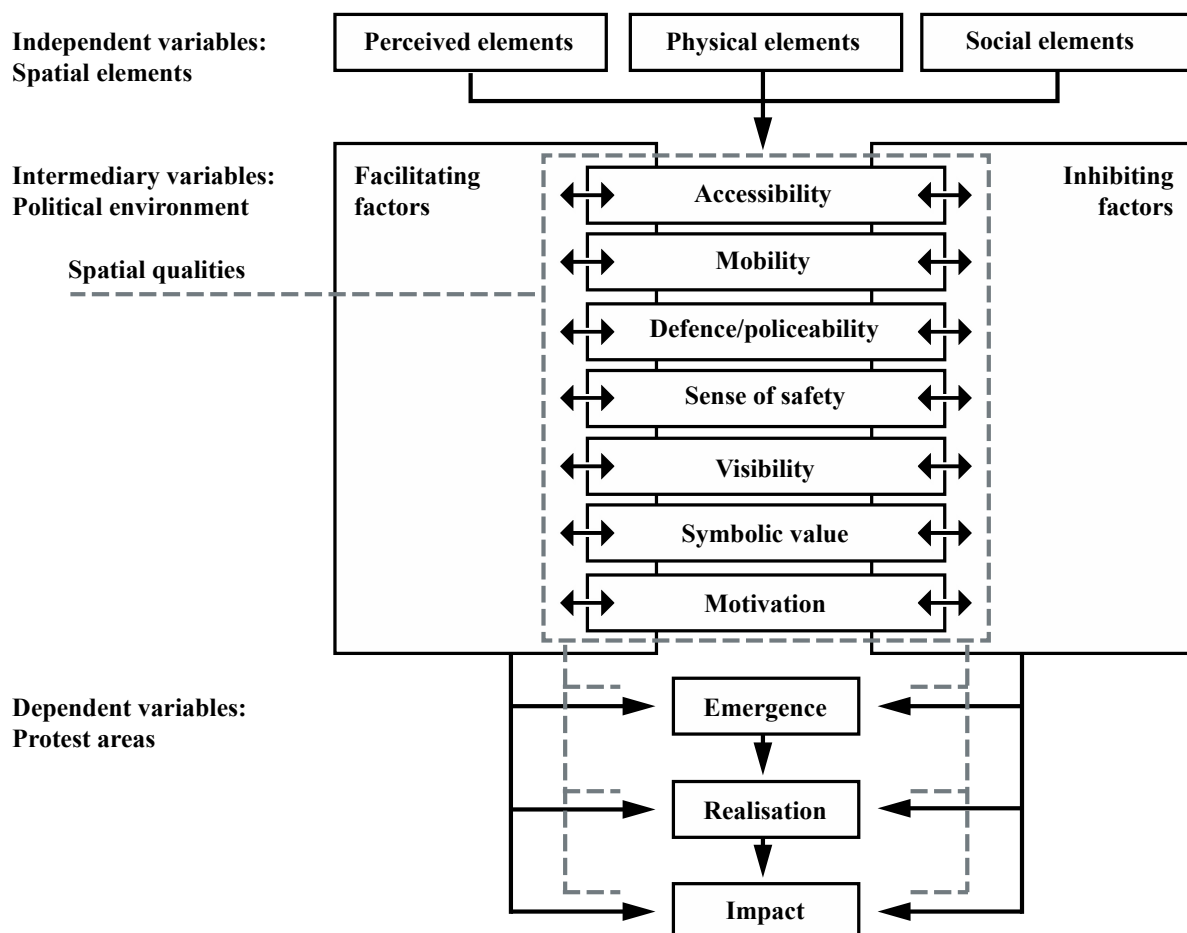 Independent variables:
Spatial elements
Perceived elements
Physical elements
Social elements
Intermediary variables:
Political environment
Facilitating
factors
Inhibiting
factors
Spatial qualities
Accessibility
Mobility
Defence/policeability
Sense of safety
Visibility
Symbolic value
Motivation
Dependent variables:
Protest areas
Emergence
Realisation
Impact